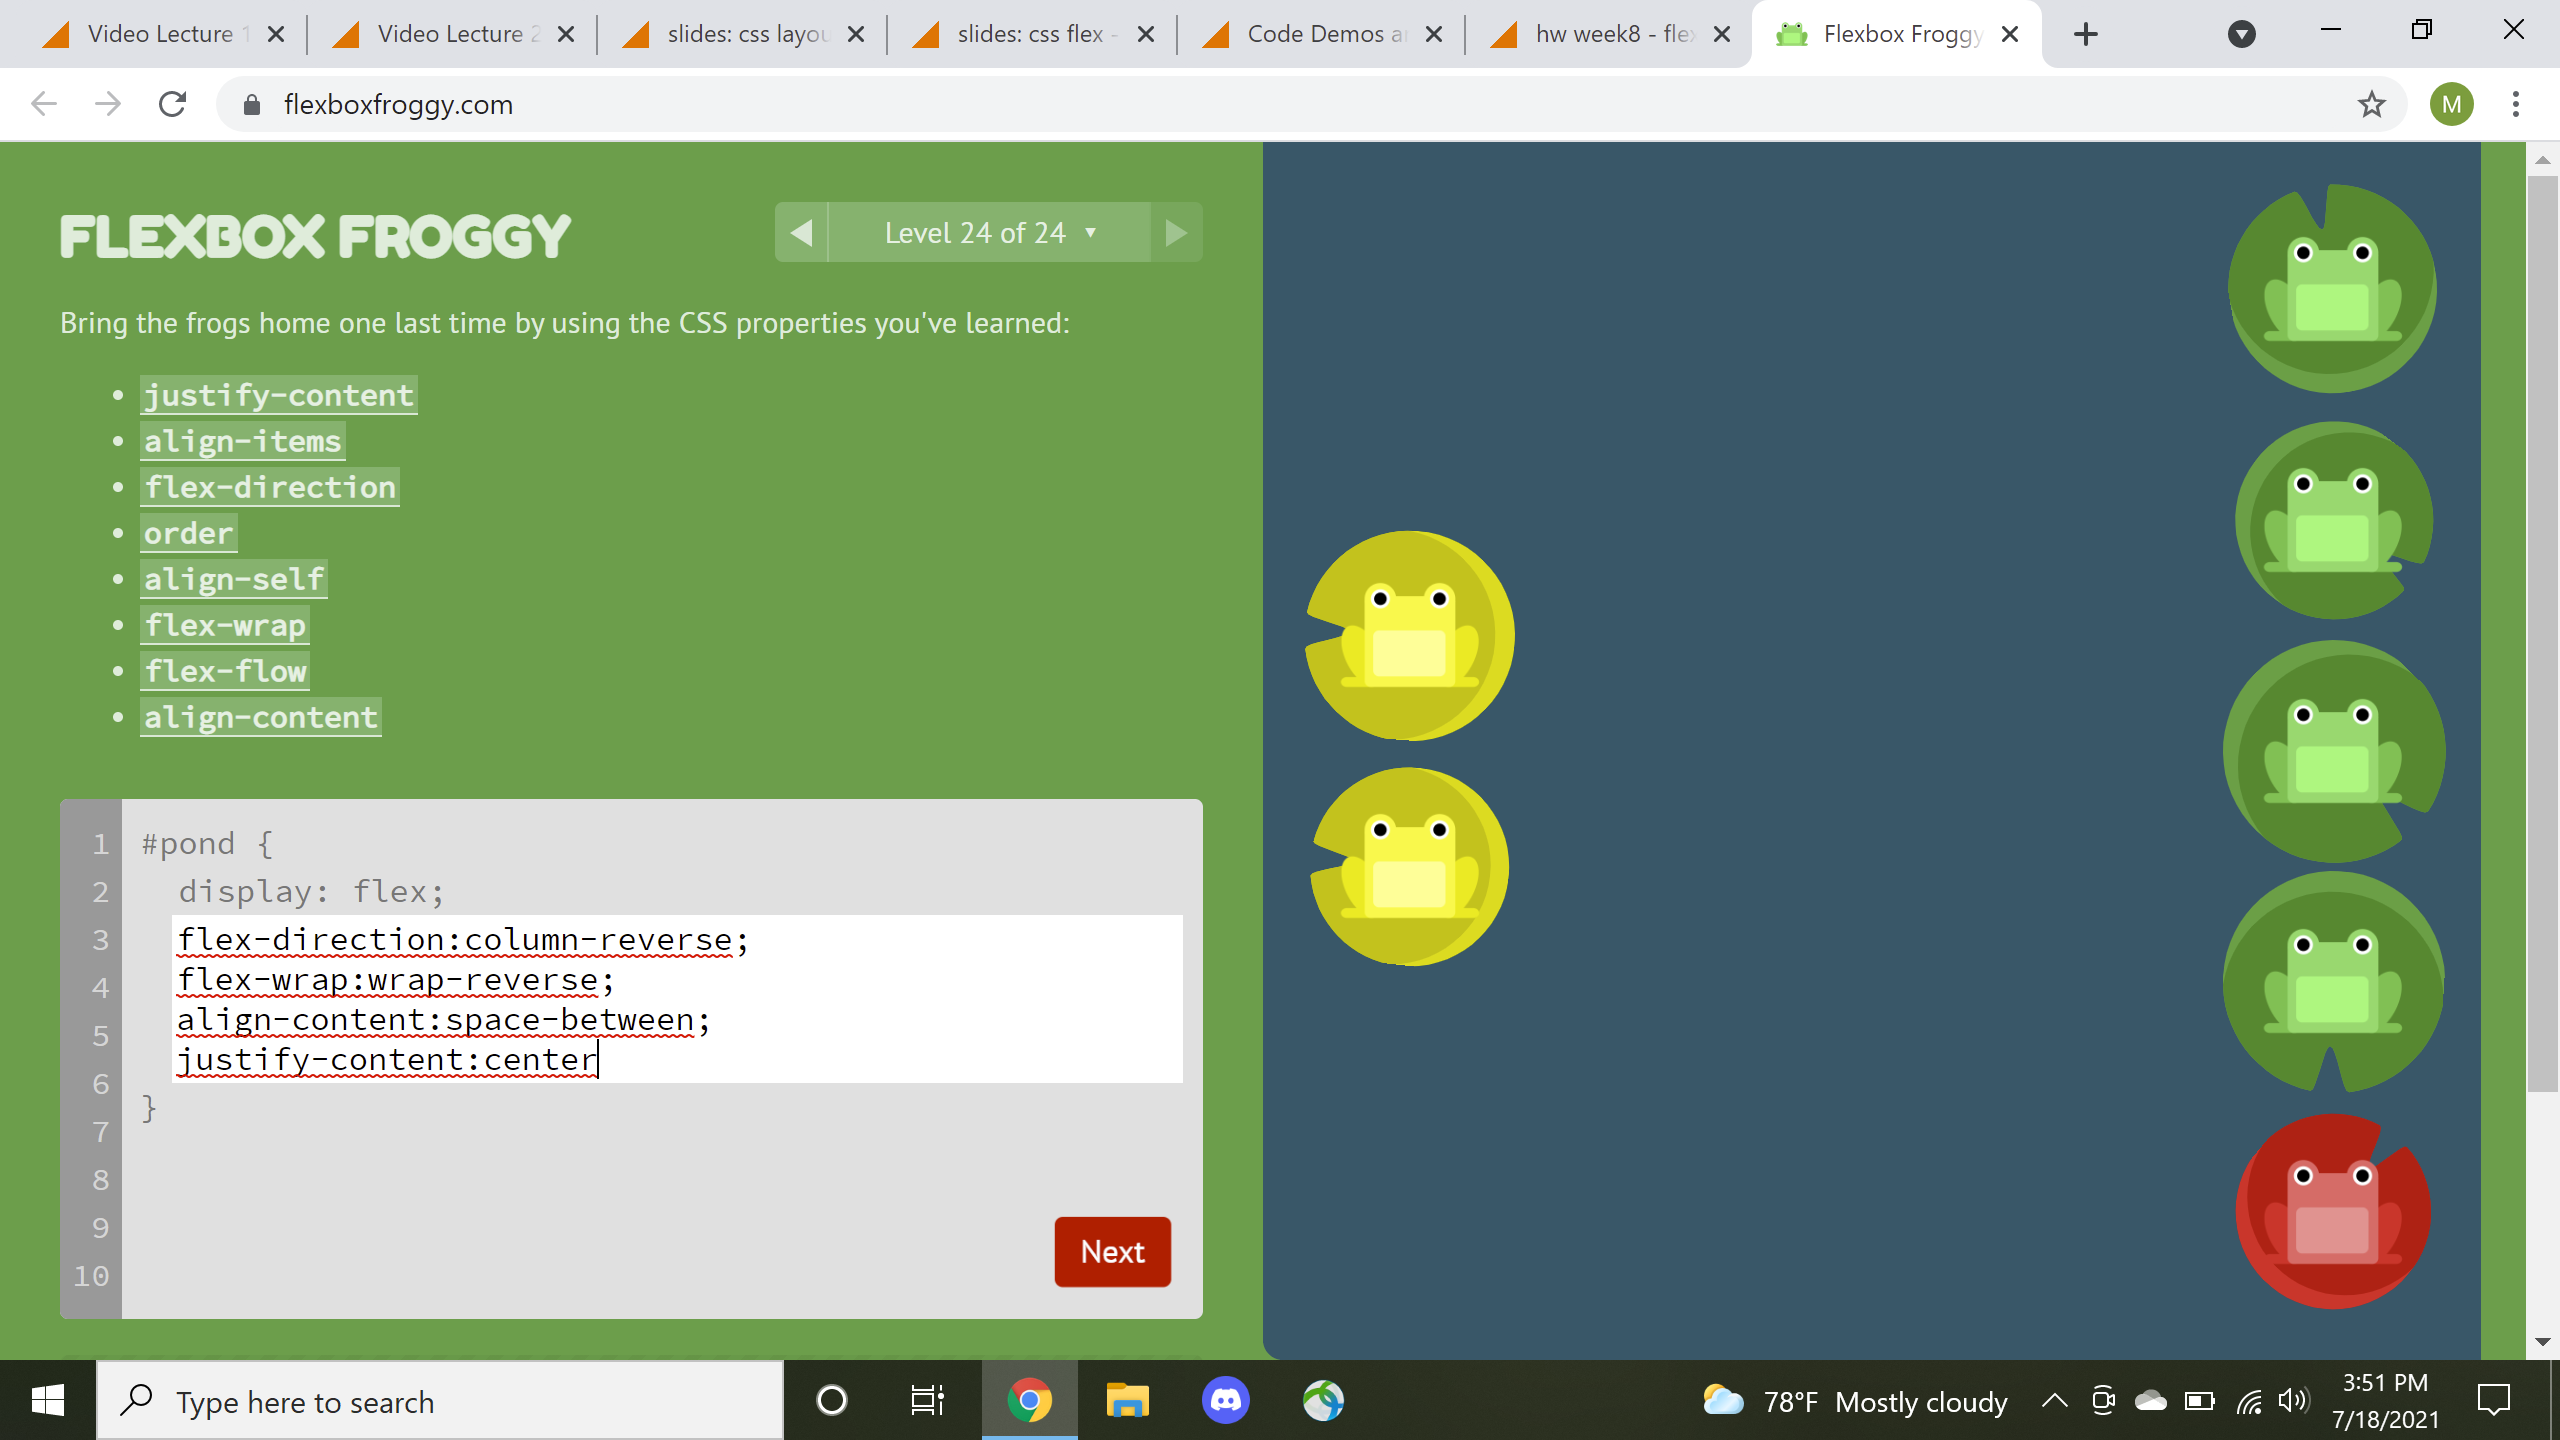 Video Lecture 1
Video Lecture 2
slides: css layou
slides: css flex -
Code Demos a
hw week8 - flex
Flexbox Froggy
flexboxfroggy.com
M
FLEXBOX FROGGY
Level 24 of 24 ▼
Bring the frogs home one last time by using the CSS properties you've learned:
• justify-content
• align-items
• flex-direction
• order
• align-self
• flex-wrap
• flex-flow
• align-content
1 #pond {
2 display: flex;
3 flex-direction:column-reverse;
4 flex-wrap:wrap-reverse;
5 align-content:space-between;
6 justify-content:center
}
7
8
9
10
Next
Type here to search
78°F Mostly cloudy
3:51 PM
7/18/2021